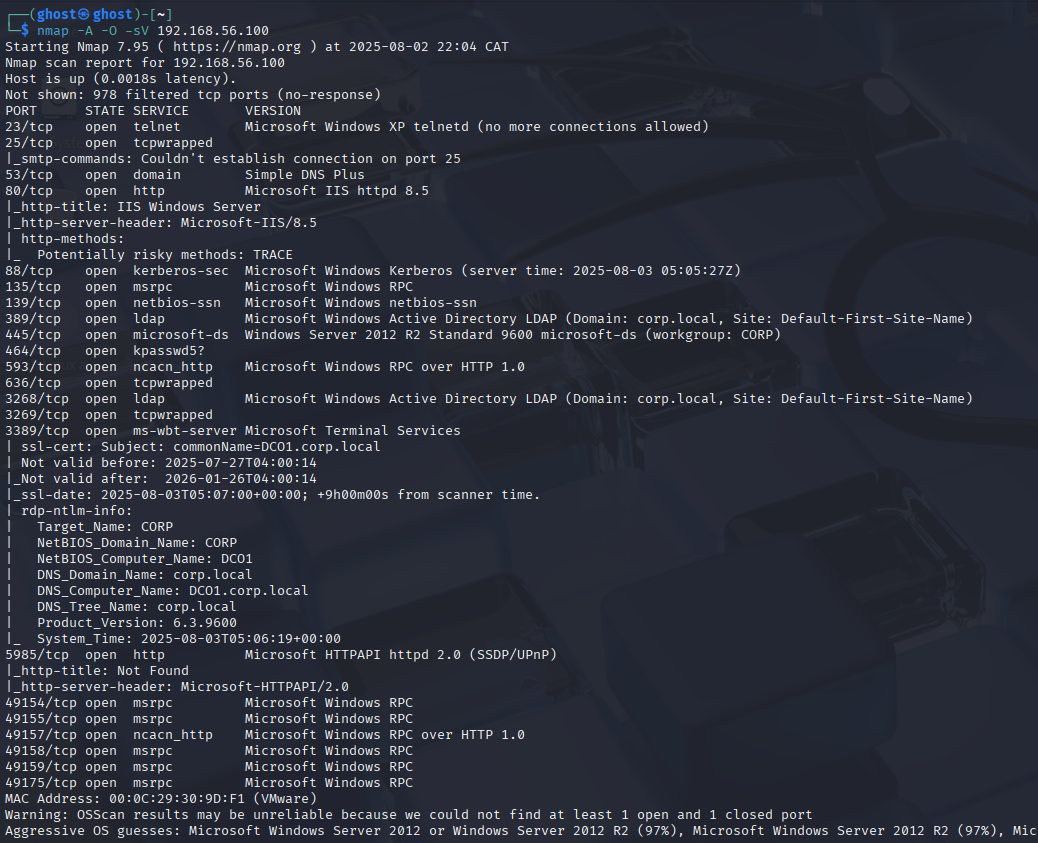 ┌──(ghost㉿ghost)-[~]
└─$ nmap -A -O -sV 192.168.56.100
Starting Nmap 7.95 ( https://nmap.org ) at 2025-08-02 22:04 CAT
Nmap scan report for 192.168.56.100
Host is up (0.0018s latency).
Not shown: 978 filtered tcp ports (no-response)
PORT      STATE SERVICE       VERSION
23/tcp    open  telnet        Microsoft Windows XP telnetd (no more connections allowed)
25/tcp    open  tcpwrapped
|_smtp-commands: Couldn't establish connection on port 25
53/tcp    open  domain        Simple DNS Plus
80/tcp    open  http          Microsoft IIS httpd 8.5
|_http-title: IIS Windows Server
|_http-server-header: Microsoft-IIS/8.5
| http-methods:
|_  Potentially risky methods: TRACE
88/tcp    open  kerberos-sec  Microsoft Windows Kerberos (server time: 2025-08-03 05:05:27Z)
135/tcp   open  msrpc         Microsoft Windows RPC
139/tcp   open  netbios-ssn   Microsoft Windows netbios-ssn
389/tcp   open  ldap          Microsoft Windows Active Directory LDAP (Domain: corp.local, Site: Default-First-Site-Name)
445/tcp   open  microsoft-ds  Windows Server 2012 R2 Standard 9600 microsoft-ds (workgroup: CORP)
464/tcp   open  kpasswd5?
593/tcp   open  ncacn_http    Microsoft Windows RPC over HTTP 1.0
636/tcp   open  tcpwrapped
3268/tcp  open  ldap          Microsoft Windows Active Directory LDAP (Domain: corp.local, Site: Default-First-Site-Name)
3269/tcp  open  tcpwrapped
3389/tcp  open  ms-wbt-server Microsoft Terminal Services
| ssl-cert: Subject: commonName=DCO1.corp.local
| Not valid before: 2025-07-27T04:00:14
|_Not valid after:  2026-01-26T04:00:14
|_ssl-date: 2025-08-03T05:07:00+00:00; +9h00m00s from scanner time.
| rdp-ntlm-info:
|   Target_Name: CORP
|   NetBIOS_Domain_Name: CORP
|   NetBIOS_Computer_Name: DCO1
|   DNS_Domain_Name: corp.local
|   DNS_Computer_Name: DCO1.corp.local
|   DNS_Tree_Name: corp.local
|   Product_Version: 6.3.9600
|_  System_Time: 2025-08-03T05:06:19+00:00
5985/tcp  open  http          Microsoft HTTPAPI httpd 2.0 (SSDP/UPnP)
|_http-title: Not Found
|_http-server-header: Microsoft-HTTPAPI/2.0
49154/tcp open  msrpc         Microsoft Windows RPC
49155/tcp open  msrpc         Microsoft Windows RPC
49157/tcp open  ncacn_http    Microsoft Windows RPC over HTTP 1.0
49158/tcp open  msrpc         Microsoft Windows RPC
49159/tcp open  msrpc         Microsoft Windows RPC
49175/tcp open  msrpc         Microsoft Windows RPC
MAC Address: 00:0C:29:30:9D:F1 (VMware)
Warning: OSScan results may be unreliable because we could not find at least 1 open and 1 closed port
Aggressive OS guesses: Microsoft Windows Server 2012 or Windows Server 2012 R2 (97%), Microsoft Windows Server 2012 R2 (97%), Mic